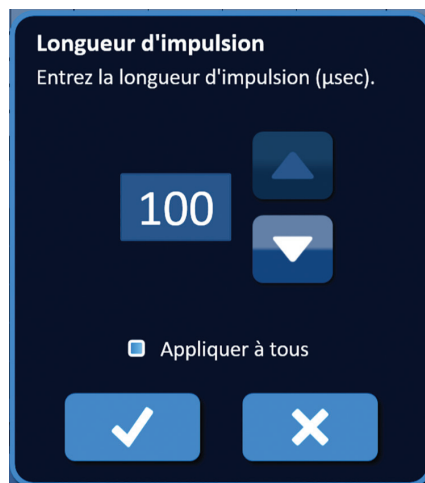 Longueur d'impulsion
Entrez la longueur d'impulsion (µsec).
100
Appliquer à tous